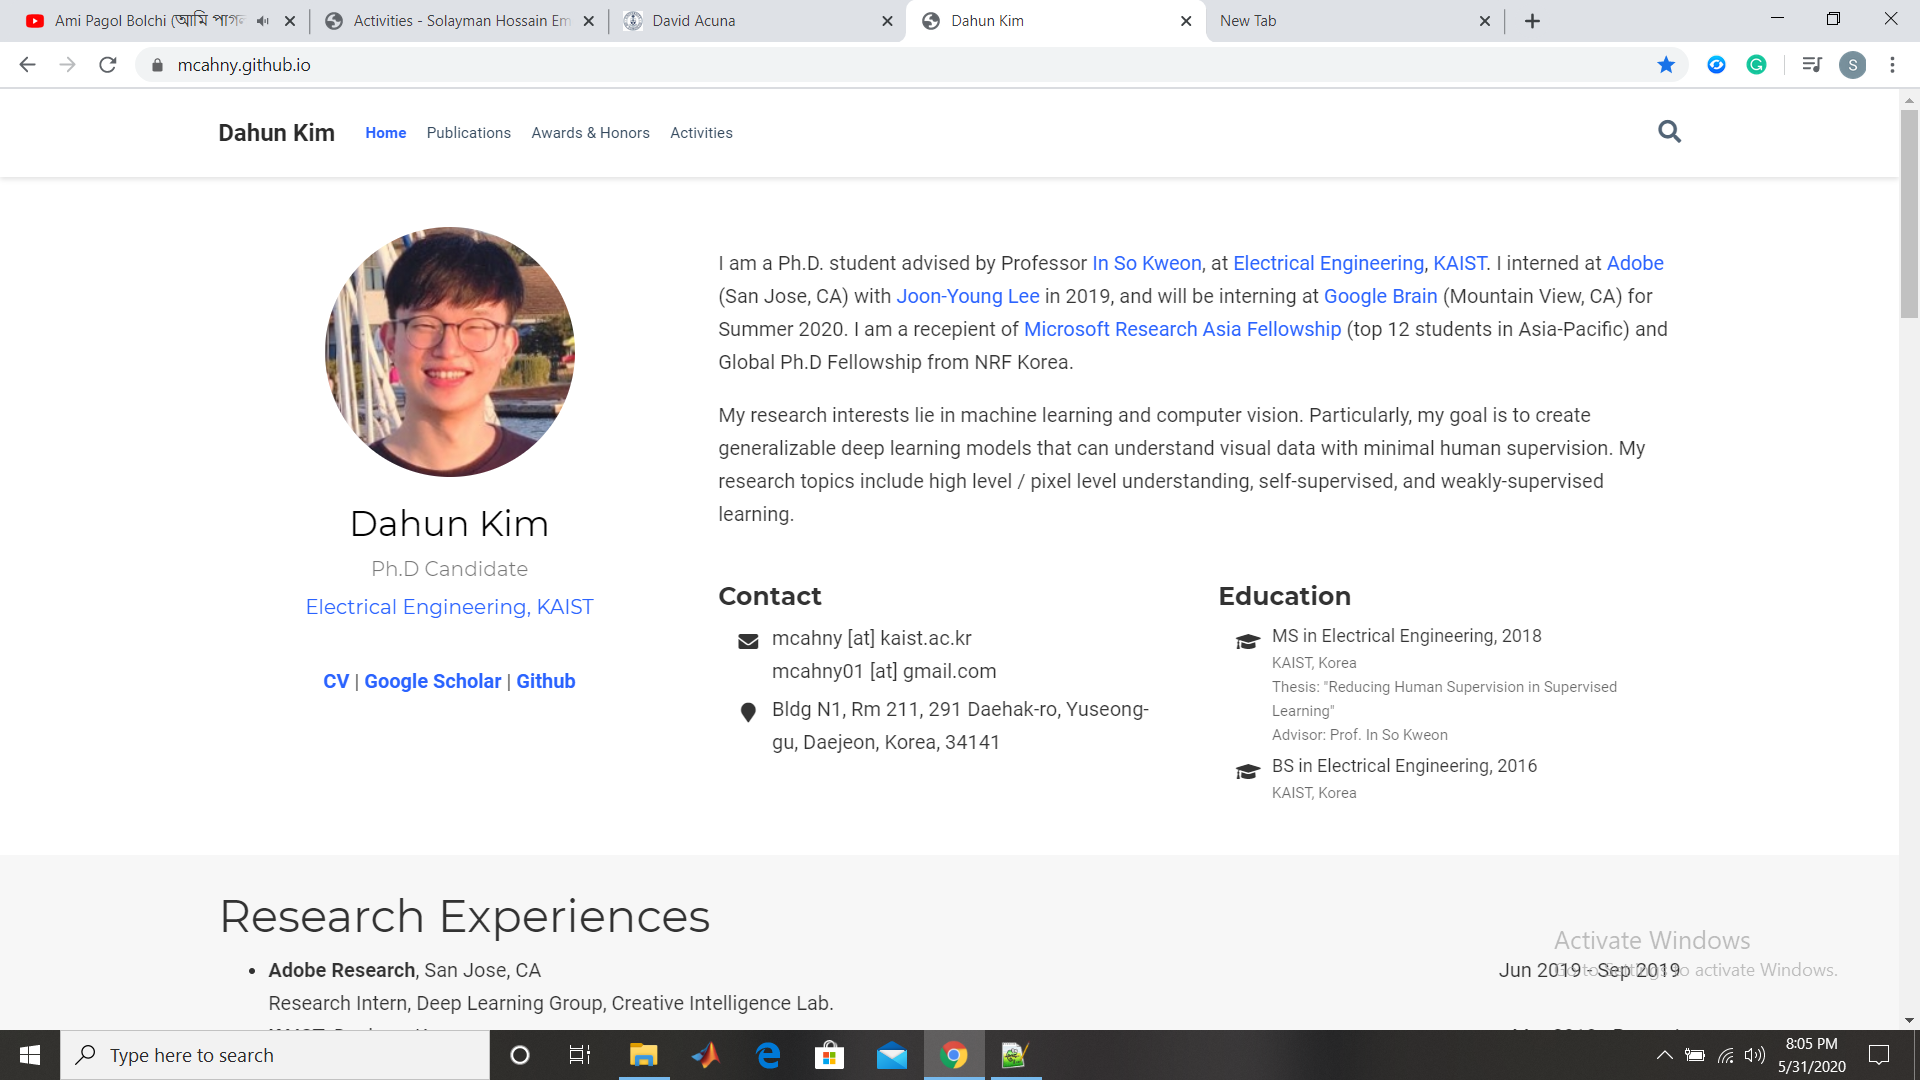 Ami Pagol Bolchi (আমি পাগল
Activities - Solayman Hossain Em
David Acuna
Dahun Kim
New Tab
mcahny.github.io
S
Dahun Kim
Home
Publications
Awards & Honors
Activities
I am a Ph.D. student advised by Professor In So Kweon, at Electrical Engineering, KAIST. I interned at Adobe
(San Jose, CA) with Joon-Young Lee in 2019, and will be interning at Google Brain (Mountain View, CA) for
Summer 2020. I am a recepient of Microsoft Research Asia Fellowship (top 12 students in Asia-Pacific) and
Global Ph.D Fellowship from NRF Korea.
My research interests lie in machine learning and computer vision. Particularly, my goal is to create
generalizable deep learning models that can understand visual data with minimal human supervision. My
research topics include high level / pixel level understanding, self-supervised, and weakly-supervised
learning.
Dahun Kim
Ph.D Candidate
Electrical Engineering, KAIST
CV | Google Scholar | Github
Contact
mcahny [at] kaist.ac.kr
mcahny01 [at] gmail.com
Bldg N1, Rm 211, 291 Daehak-ro, Yuseong-
gu, Daejeon, Korea, 34141
Education
MS in Electrical Engineering, 2018
KAIST, Korea
Thesis: "Reducing Human Supervision in Supervised
Learning"
Advisor: Prof. In So Kweon
BS in Electrical Engineering, 2016
KAIST, Korea
Research Experiences
Adobe Research, San Jose, CA
Jun 2019 - Sep 2019
Research Intern, Deep Learning Group, Creative Intelligence Lab.
Activate Windows
Go to Settings to activate Windows.
Type here to search
8:05 PM
5/31/2020